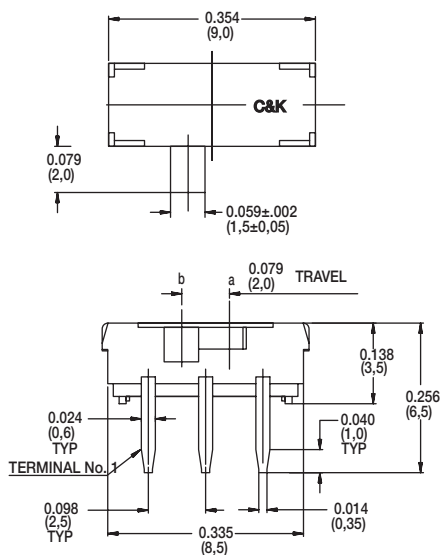 0.354
(9,0)
C&K
0.079
(2,0)
0.059±.002
(1,5±0,05)
b
a
0.079
(2,0)
TRAVEL
0.138
(3,5)
0.256
(6,5)
0.024
(0,6)
TYP
0.040
(1,0)
TYP
TERMINAL No. 1
0.098
(2,5)
TYP
0.014
(0,35)
0.335
(8,5)